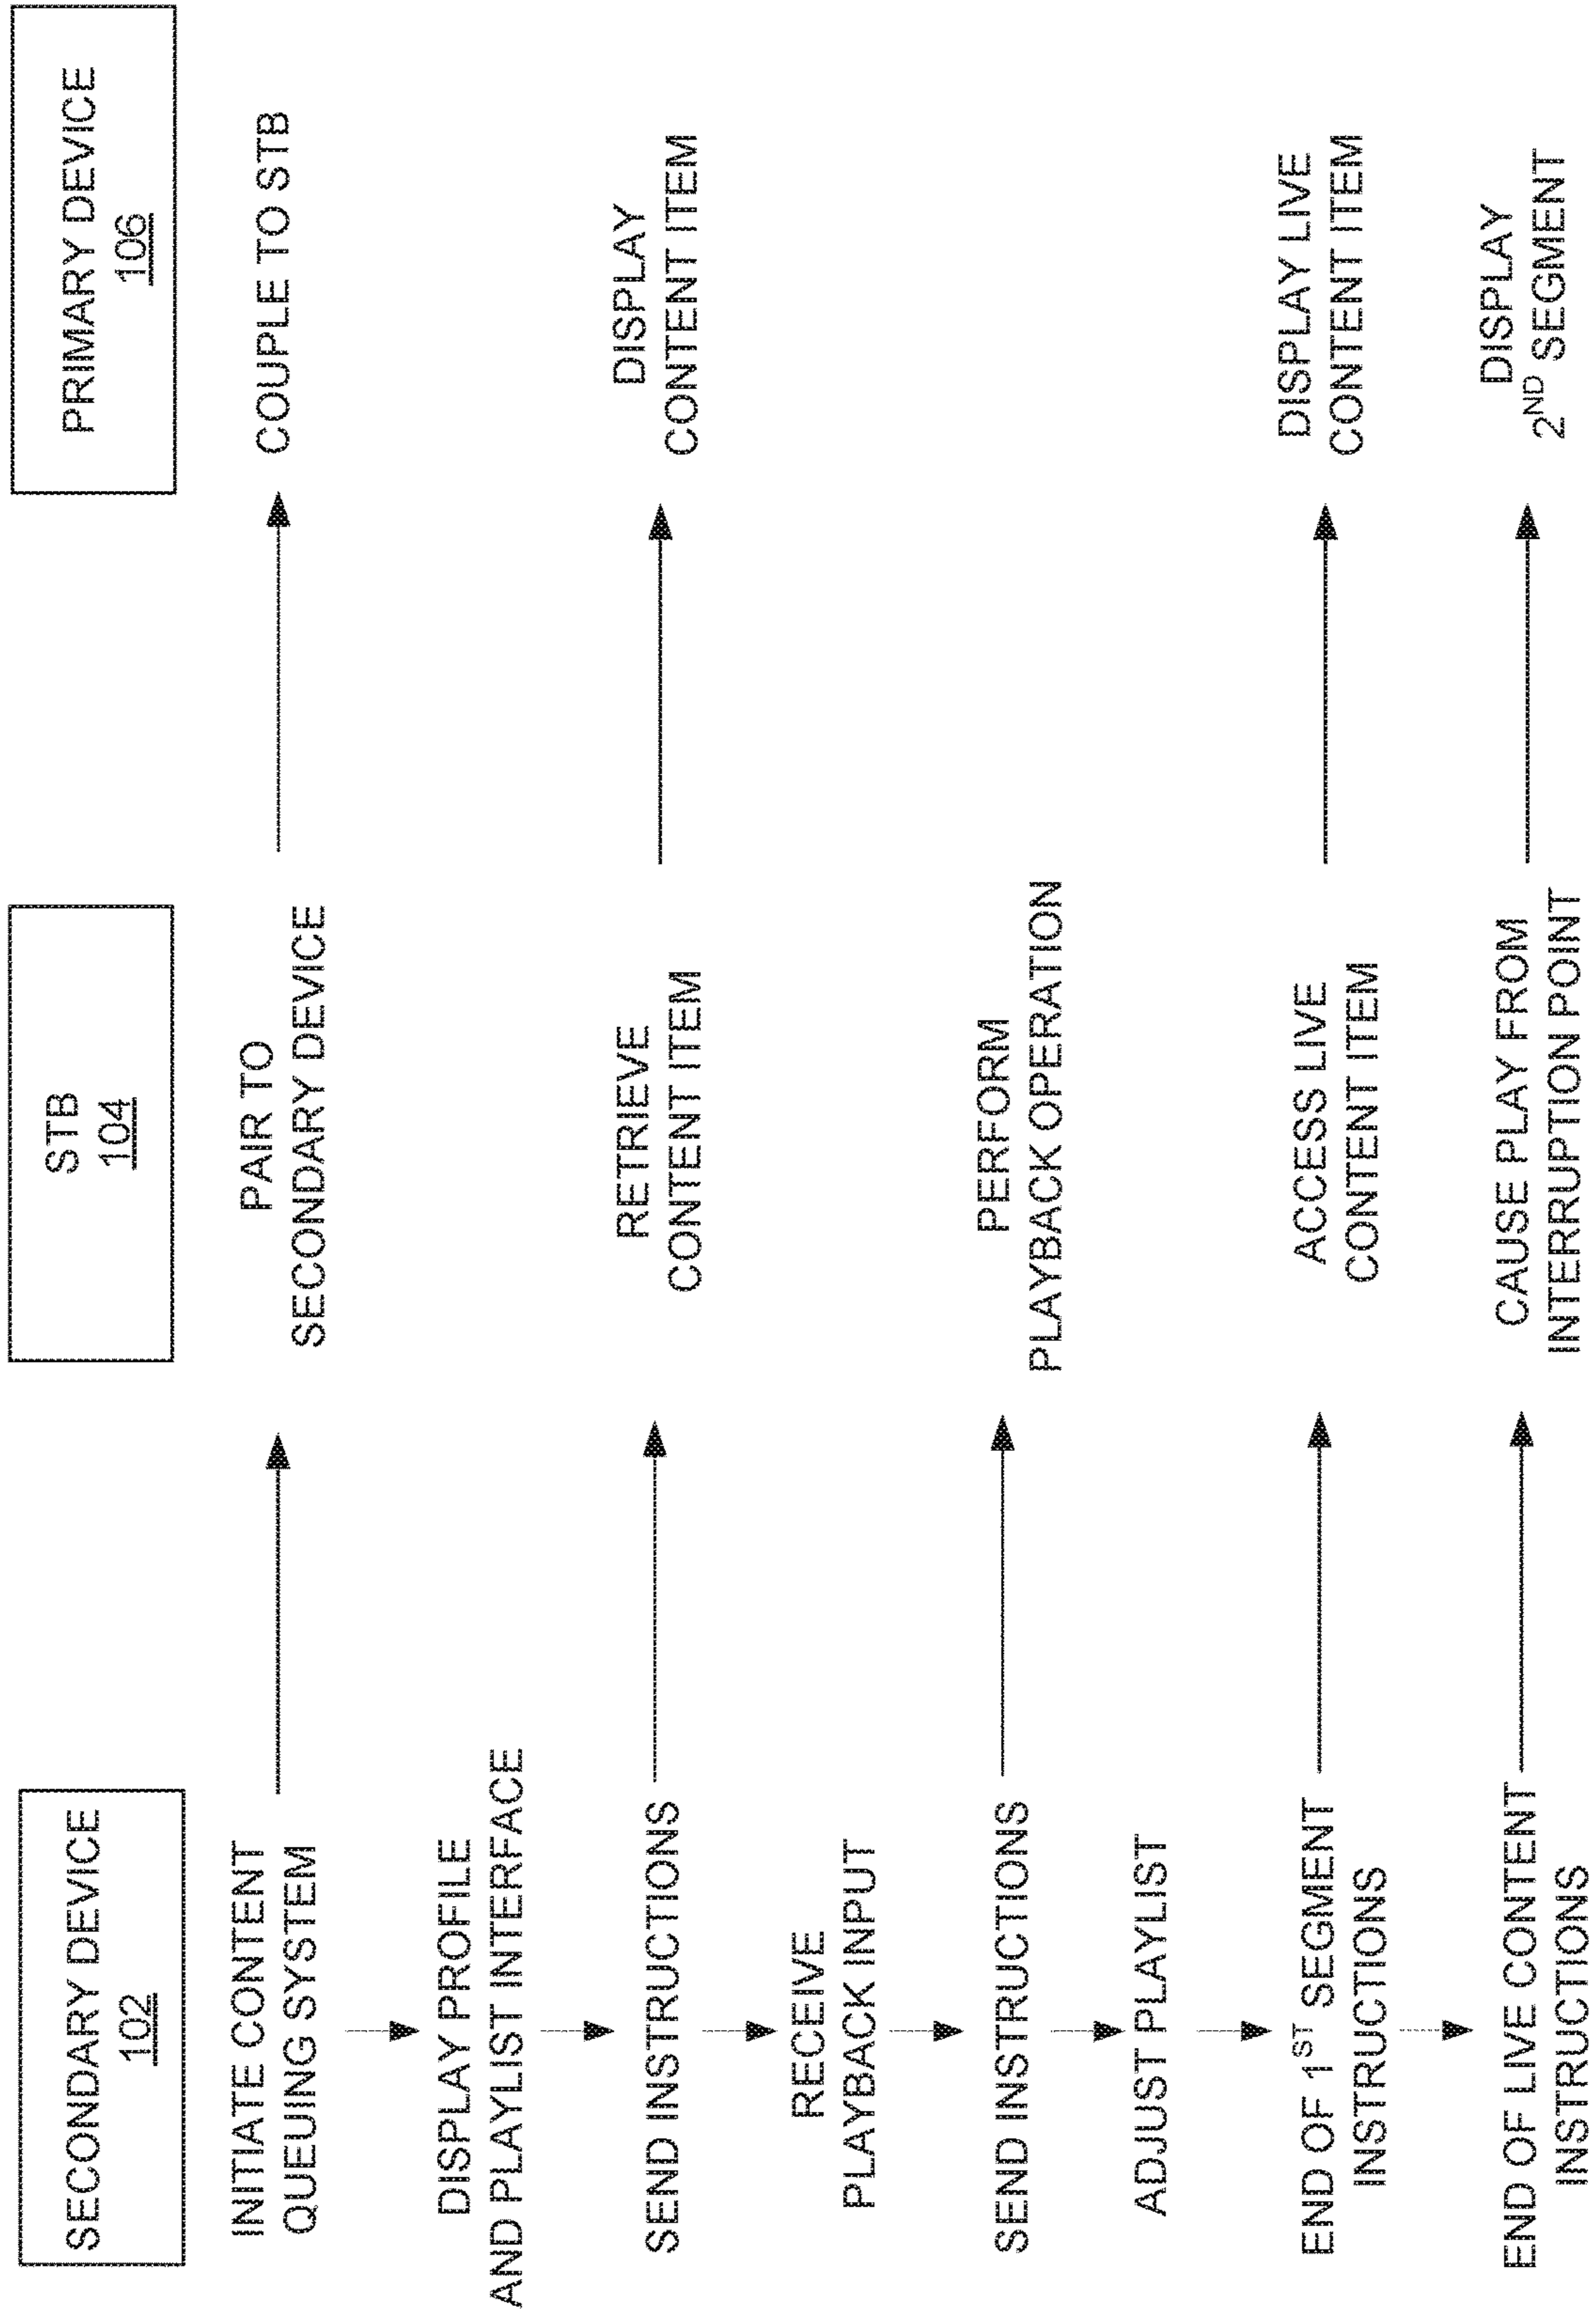 SECONDARY DEVICE
102
STB
104
PRIMARY DEVICE
106
INITIATE CONTENT
QUEUING SYSTEM
PAIR TO
SECONDARY DEVICE
COUPLE TO STB
DISPLAY PROFILE
AND PLAYLIST INTERFACE
SEND INSTRUCTIONS
RETRIEVE
CONTENT ITEM
DISPLAY
CONTENT ITEM
RECEIVE
PLAYBACK INPUT
SEND INSTRUCTIONS
PERFORM
PLAYBACK OPERATION
ADJUST PLAYLIST
END OF 1ST SEGMENT
INSTRUCTIONS
ACCESS LIVE
CONTENT ITEM
DISPLAY LIVE
CONTENT ITEM
END OF LIVE CONTENT
INSTRUCTIONS
CAUSE PLAY FROM
INTERRUPTION POINT
DISPLAY
2ND SEGMENT